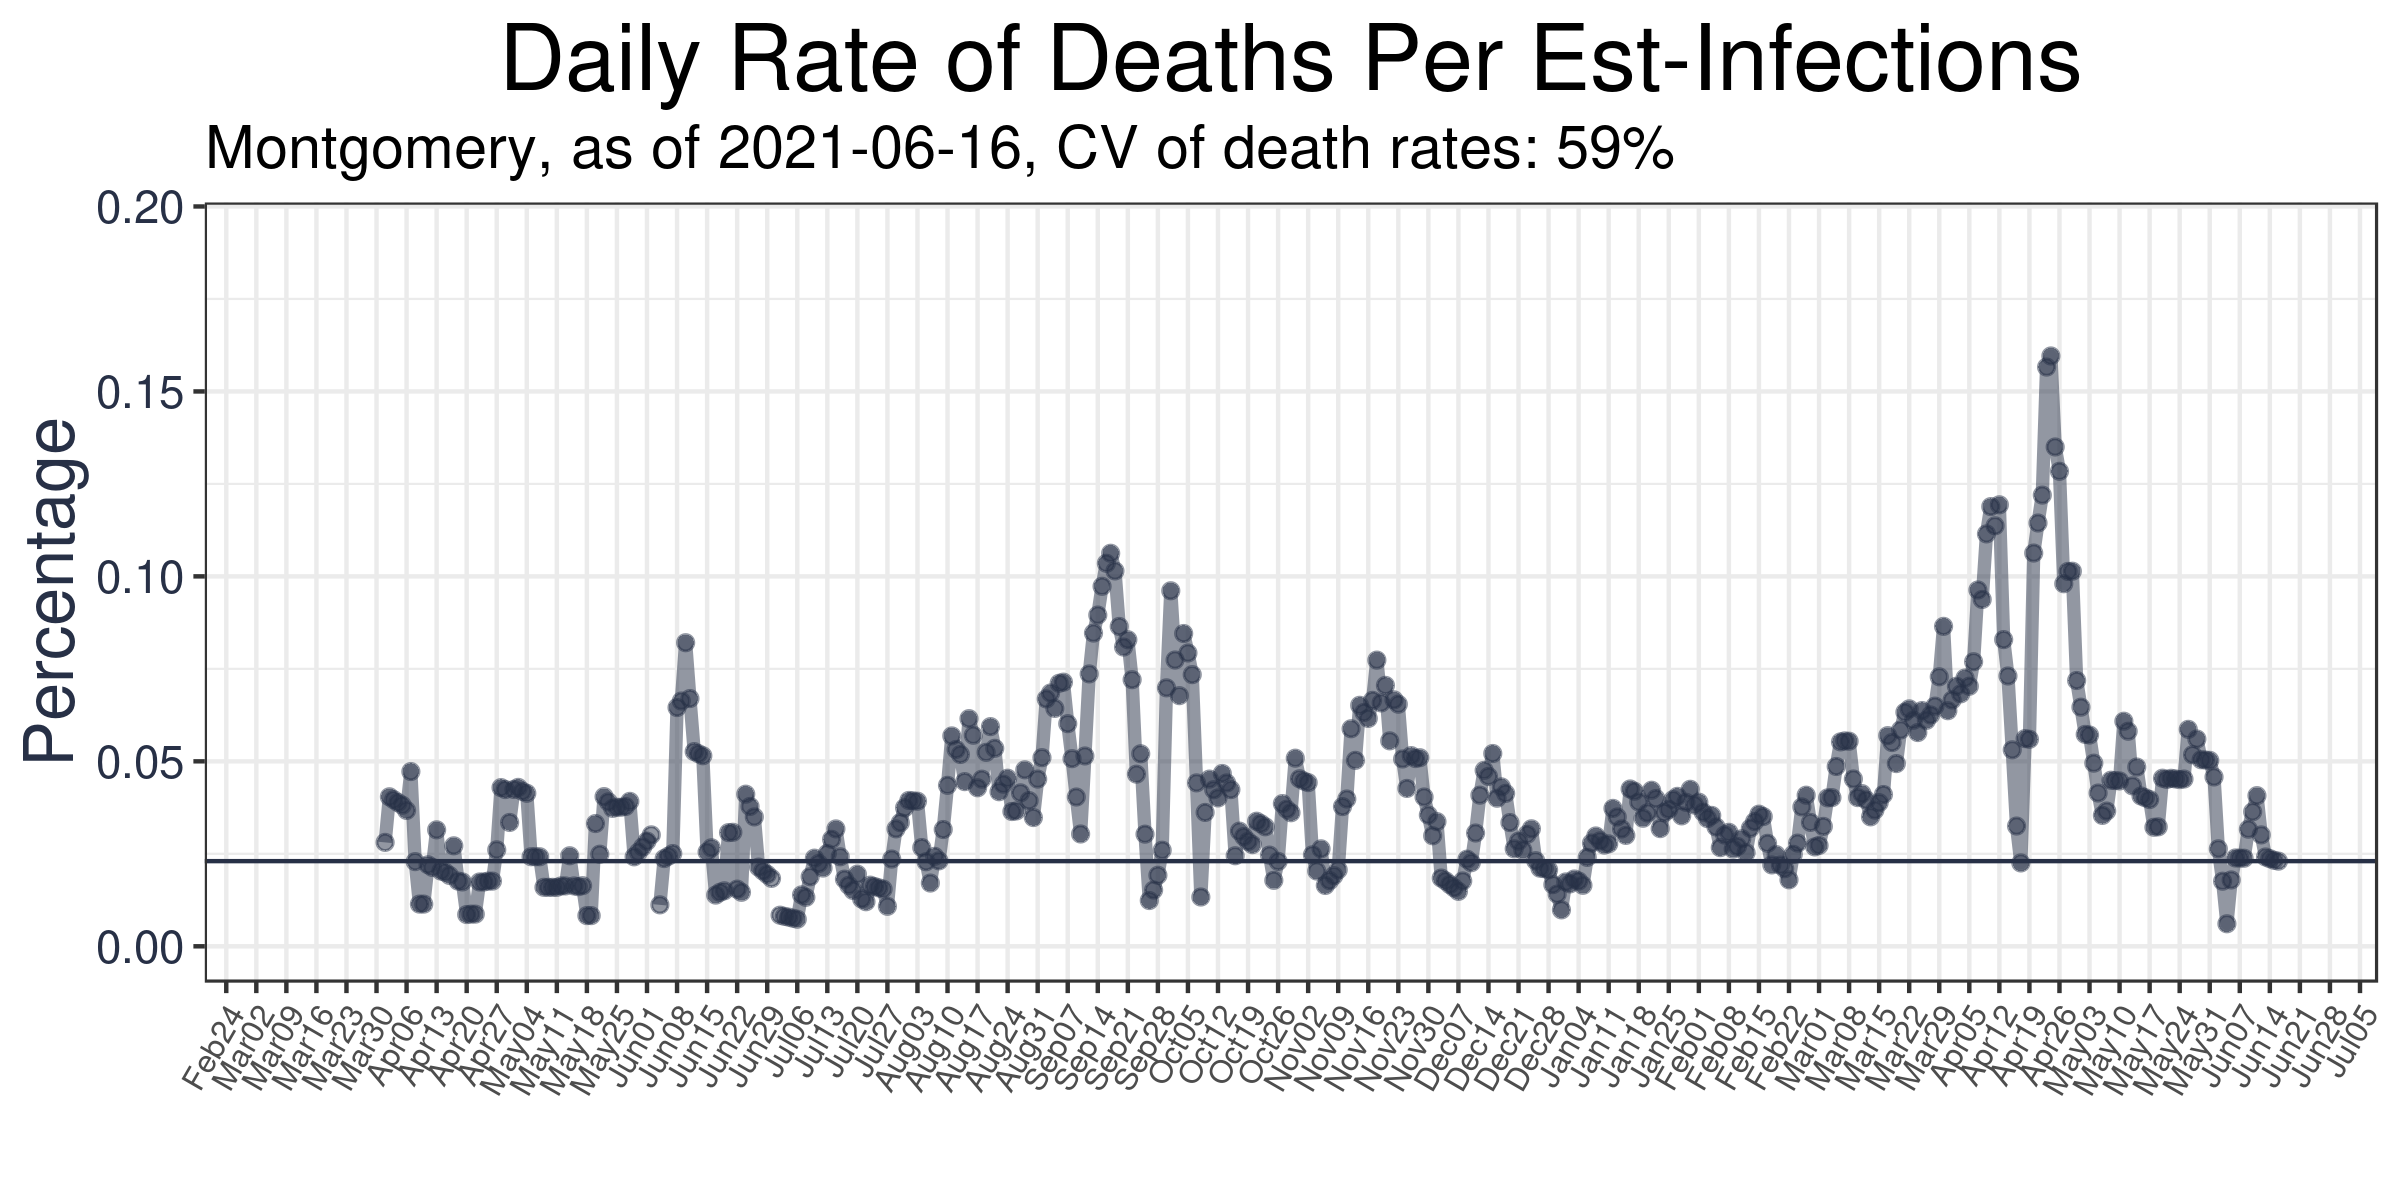 Daily Rate of Deaths Per Est-Infections
Montgomery, as of 2021-06-16, CV of death rates: 59%
Percentage
0.20
0.15
0.10
0.05
0.00
Feb24
Mar02
Mar09
Mar16
Mar23
Mar30
Apr06
Apr13
Apr20
Apr27
May04
May11
May18
May25
Jun01
Jun08
Jun15
Jun22
Jun29
Jul06
Jul13
Jul20
Jul27
Aug03
Aug10
Aug17
Aug24
Aug31
Sep07
Sep14
Sep21
Sep28
Oct05
Oct12
Oct19
Oct26
Nov02
Nov09
Nov16
Nov23
Nov30
Dec07
Dec14
Dec21
Dec28
Jan04
Jan11
Jan18
Jan25
Feb01
Feb08
Feb15
Feb22
Mar01
Mar08
Mar15
Mar22
Mar29
Apr05
Apr12
Apr19
Apr26
May03
May10
May17
May24
May31
Jun07
Jun14
Jun21
Jun28
Jul05